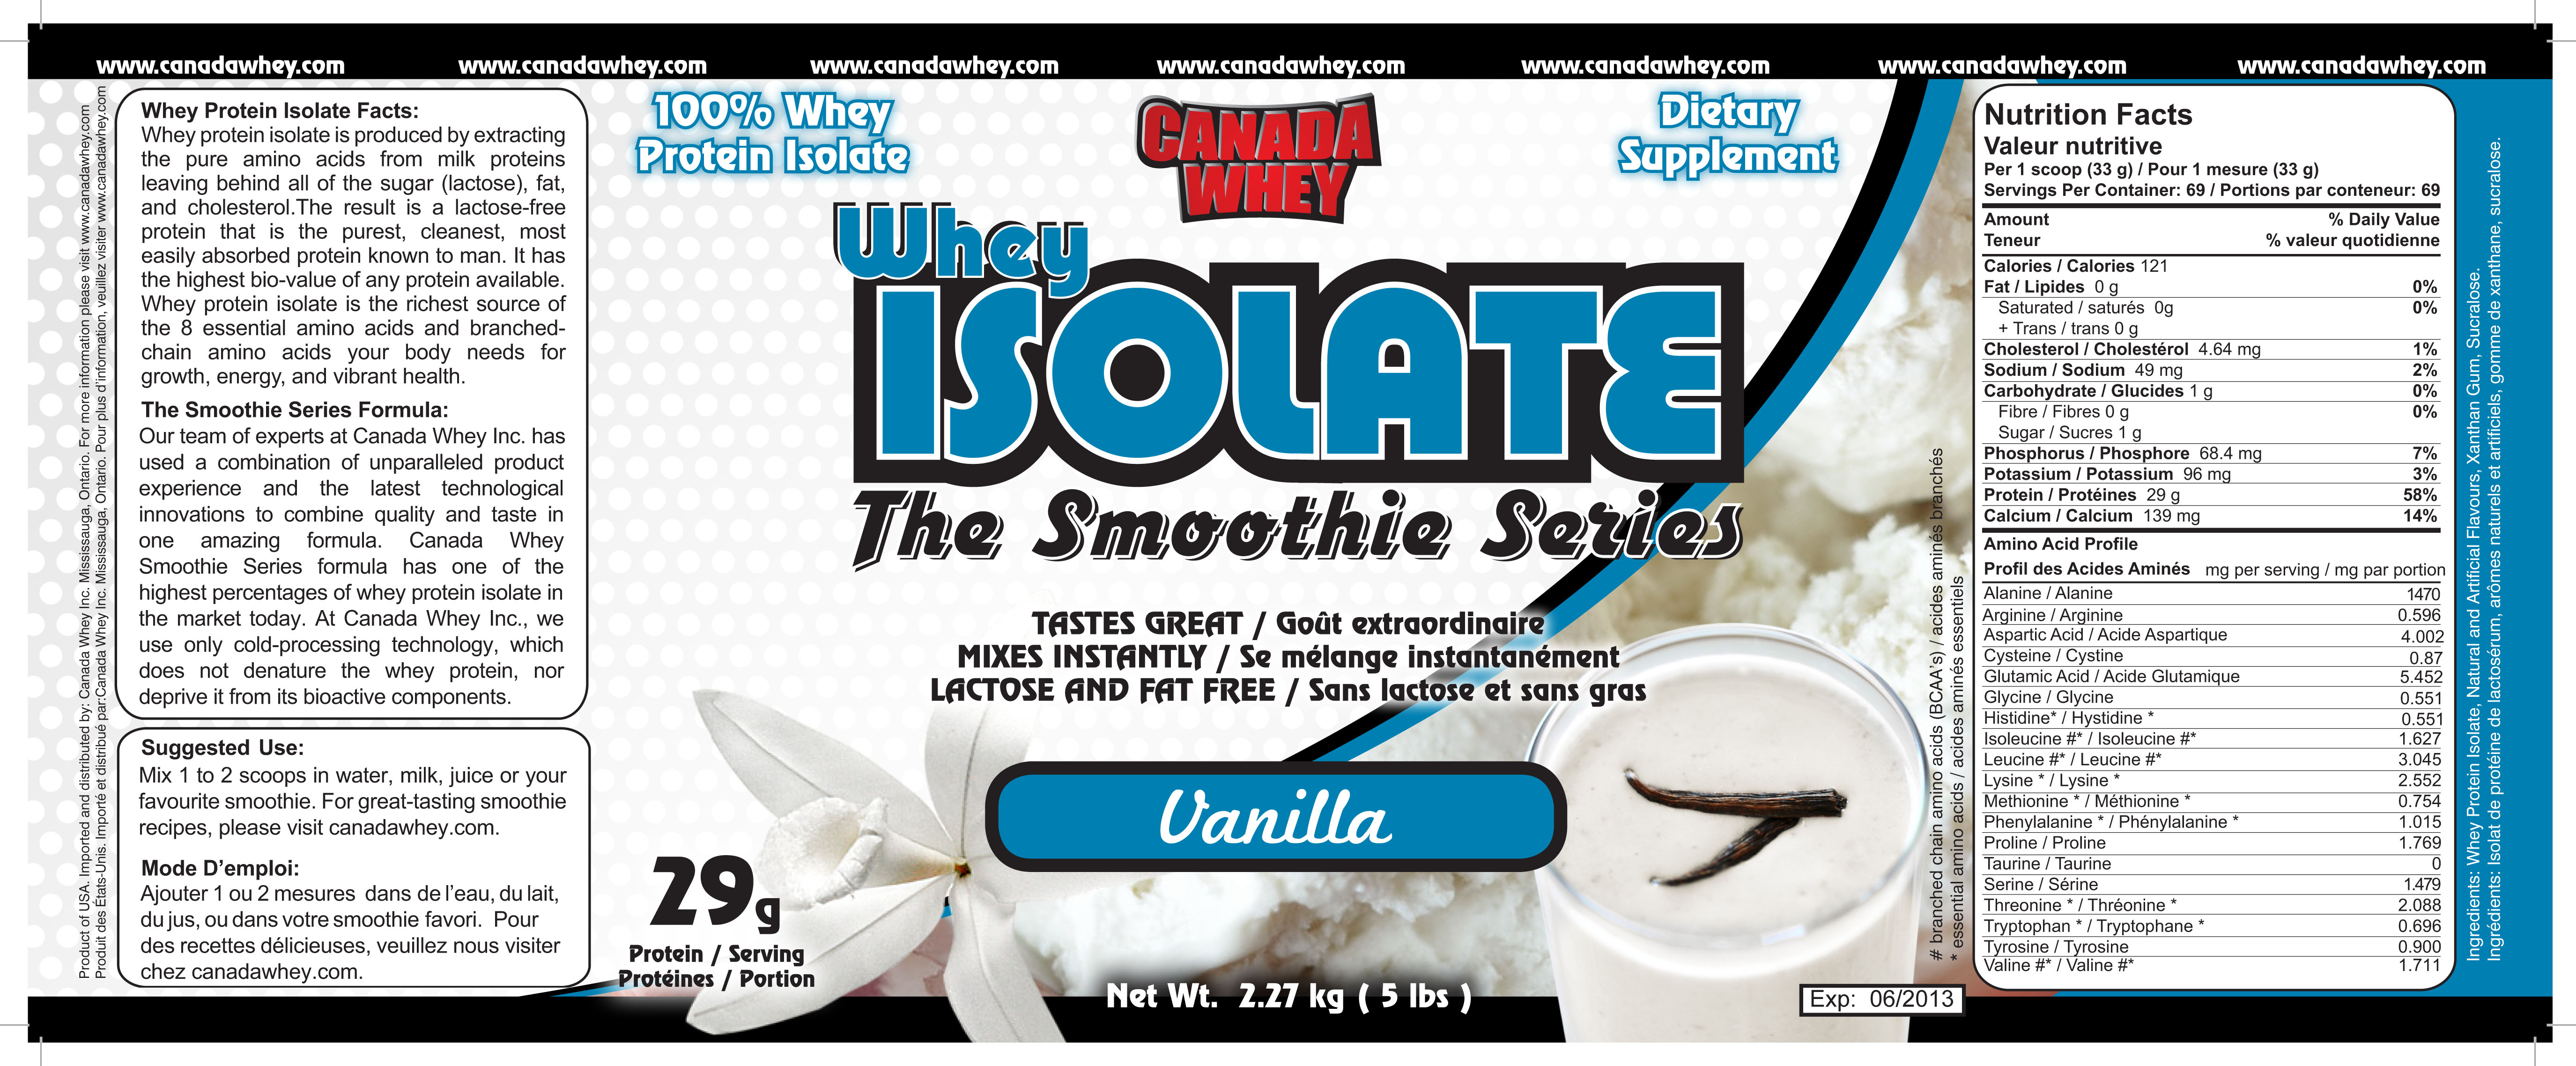 www.canadawhey.com www.canadawhey.com www.canadawhey.com www.canadawhey.com www.canadawhey.com www.canadawhey.com www.canadawhey.com
Product of USA. Imported and distributed by: Canada Whey Inc. Mississauga, Ontario. For more information please visit www.canadawhey.com
Produit des États-Unis. Importé et distribué par:Canada Whey Inc. Mississauga, Ontario. Pour plus d'information, veuillez visiter www.canadawhey.com
Whey Protein Isolate Facts:
Whey protein isolate is produced by extracting
the pure amino acids from milk proteins
leaving behind all of the sugar (lactose), fat,
and cholesterol.The result is a lactose-free
protein that is the purest, cleanest, most
easily absorbed protein known to man. It has
the highest bio-value of any protein available.
Whey protein isolate is the richest source of
the 8 essential amino acids and branched-
chain amino acids your body needs for
growth, energy, and vibrant health.
The Smoothie Series Formula:
Our team of experts at Canada Whey Inc. has
used a combination of unparalleled product
experience and the latest technological
innovations to combine quality and taste in
one amazing formula. Canada Whey
Smoothie Series formula has one of the
highest percentages of whey protein isolate in
the market today. At Canada Whey Inc., we
use only cold-processing technology, which
does not denature the whey protein, nor
deprive it from its bioactive components.
Suggested Use:
Mix 1 to 2 scoops in water, milk, juice or your
favourite smoothie. For great-tasting smoothie
recipes, please visit canadawhey.com.
Mode D'emploi:
Ajouter 1 ou 2 mesures dans de l'eau, du lait,
du jus, ou dans votre smoothie favori. Pour
des recettes délicieuses, veuillez nous visiter
chez canadawhey.com.
100% Whey
Protein Isolate
CANADA
WHEY
Dietary
Supplement
Whey
ISOLATE
The Smoothie Series
TASTES GREAT / Goût extraordinaire
MIXES INSTANTLY / Se mélange instantanément
LACTOSE AND FAT FREE / Sans lactose et sans gras
Vanilla
29g
Protein / Serving
Protéines / Portion
Net Wt. 2.27 kg ( 5 lbs )
Exp: 06/2013
# branched chain amino acids (BCAA's) / acides aminés branchés
* essential amino acids / acides aminés essentiels
Nutrition Facts
Valeur nutritive
Per 1 scoop (33 g) / Pour 1 mesure (33 g)
Servings Per Container: 69 / Portions par conteneur: 69
Amount % Daily Value
Teneur % valeur quotidienne
Calories / Calories 121
Fat / Lipides 0 g 0%
Saturated / saturés 0g 0%
+ Trans / trans 0 g
Cholesterol / Cholestérol 4.64 mg 1%
Sodium / Sodium 49 mg 2%
Carbohydrate / Glucides 1 g 0%
Fibre / Fibres 0 g 0%
Sugar / Sucres 1 g
Phosphorus / Phosphore 68.4 mg 7%
Potassium / Potassium 96 mg 3%
Protein / Protéines 29 g 58%
Calcium / Calcium 139 mg 14%
Amino Acid Profile
Profil des Acides Aminés mg per serving / mg par portion
Alanine / Alanine 1470
Arginine / Arginine 0.596
Aspartic Acid / Acide Aspartique 4.002
Cysteine / Cystine 0.87
Glutamic Acid / Acide Glutamique 5.452
Glycine / Glycine 0.551
Histidine* / Hystidine * 0.551
Isoleucine #* / Isoleucine #* 1.627
Leucine #* / Leucine #* 3.045
Lysine * / Lysine * 2.552
Methionine * / Méthionine * 0.754
Phenylalanine * / Phénylalanine * 1.015
Proline / Proline 1.769
Taurine / Taurine 0
Serine / Sérine 1.479
Threonine * / Thréonine * 2.088
Tryptophan * / Tryptophane * 0.696
Tyrosine / Tyrosine 0.900
Valine #* / Valine #* 1.711
Ingredients: Whey Protein Isolate, Natural and Artificial Flavours, Xanthan Gum, Sucralose.
Ingrédients: Isolat de protéine de lactosérum, arômes naturels et artificiels, gomme de xanthane, sucralose.